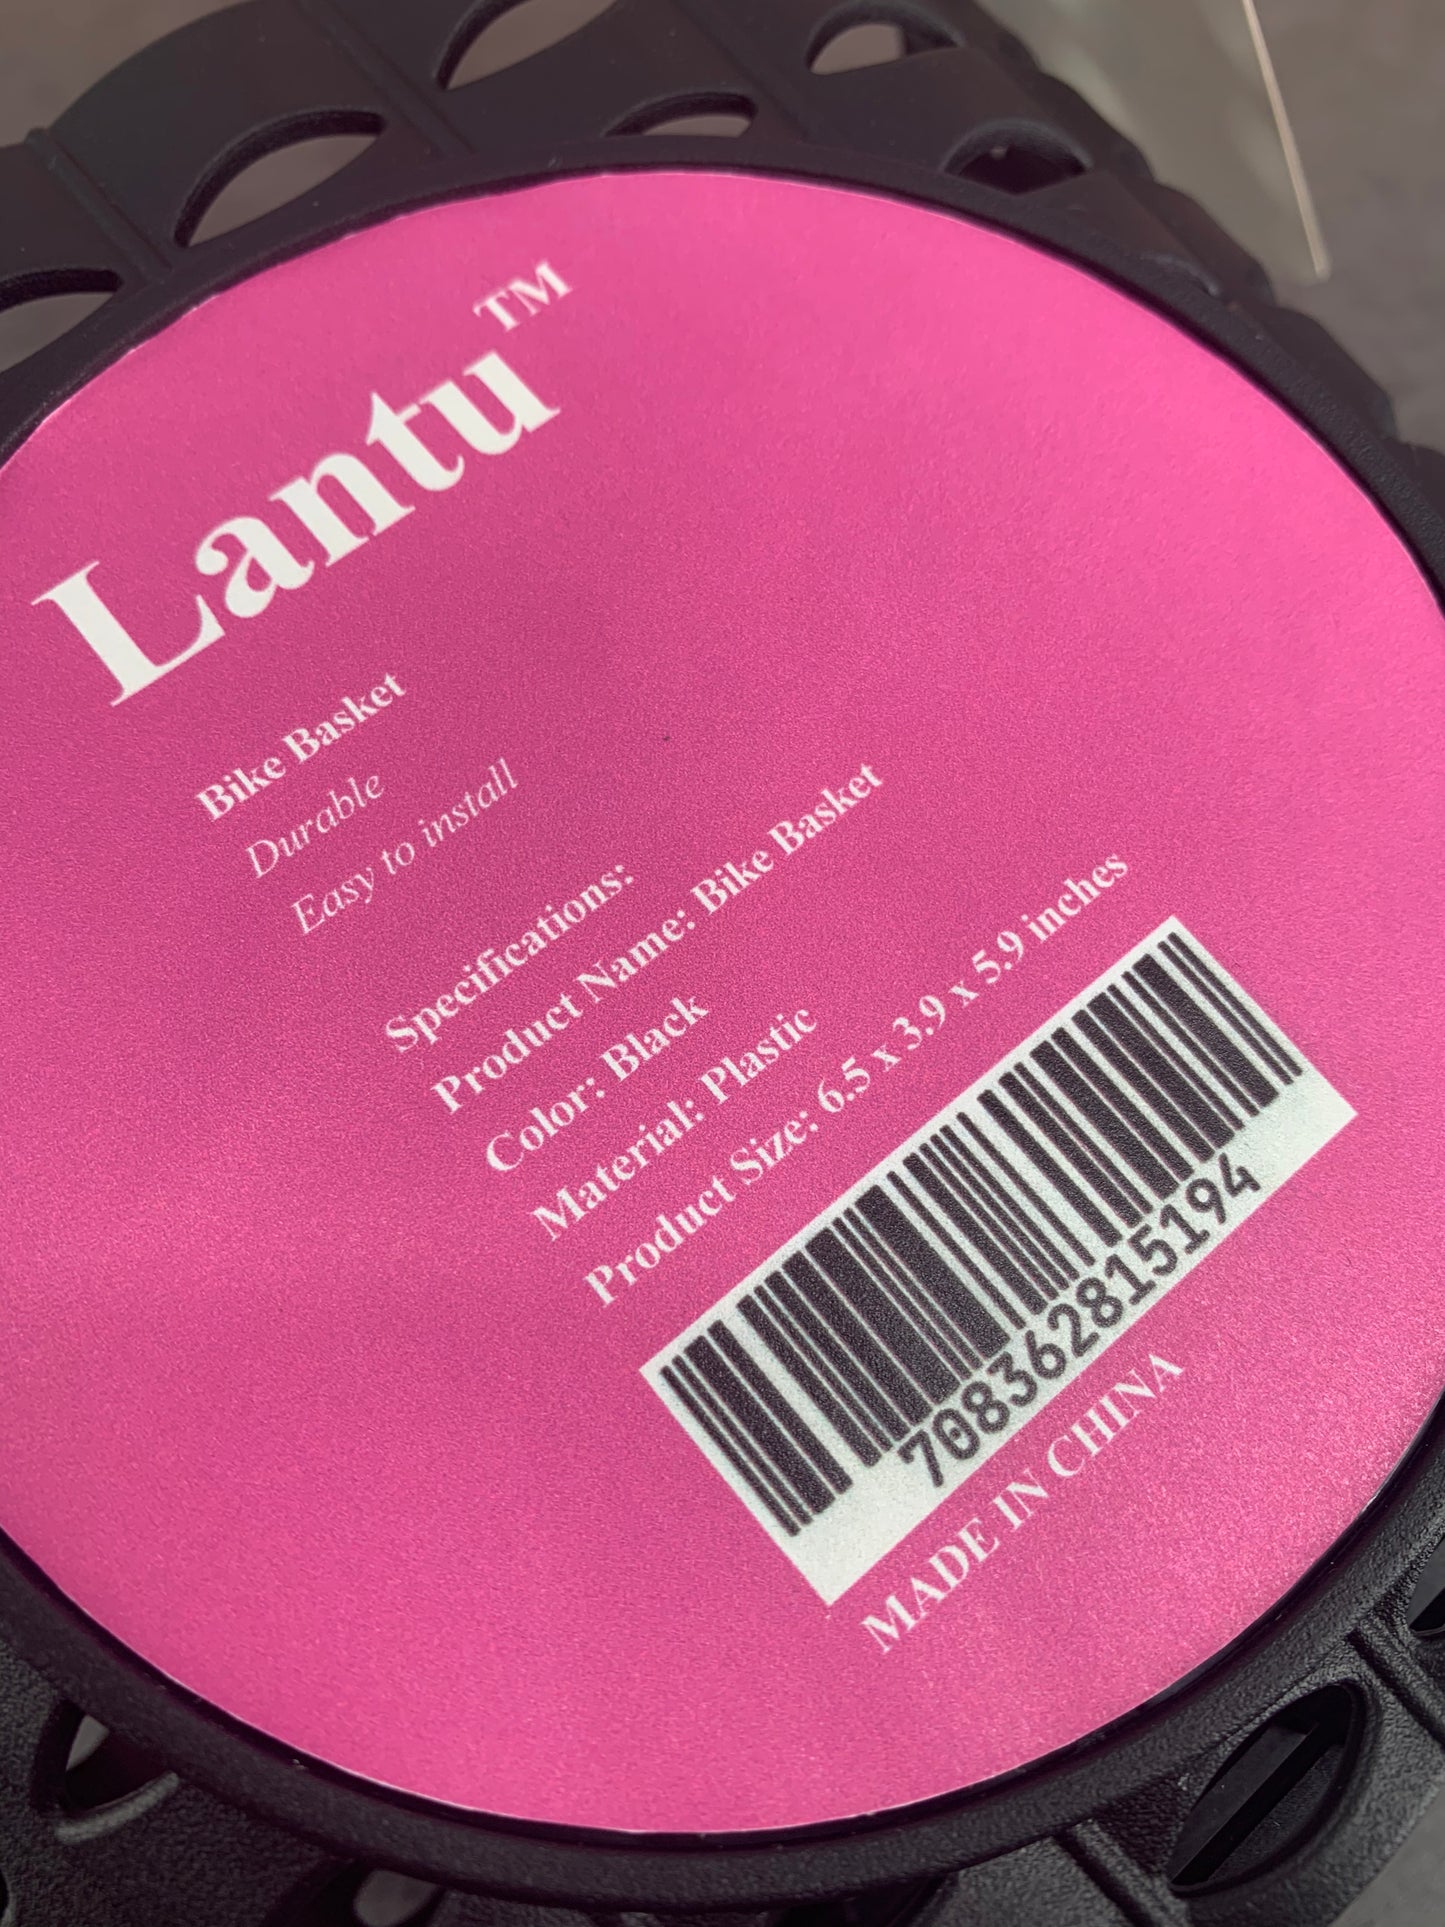 Lantu™
Bike Basket
Durable
Easy to install
Specifications:
Product Name: Bike Basket
Color: Black
Material: Plastic
Product Size: 6.5 x 3.9 x 5.9 inches
708362815194
MADE IN CHINA